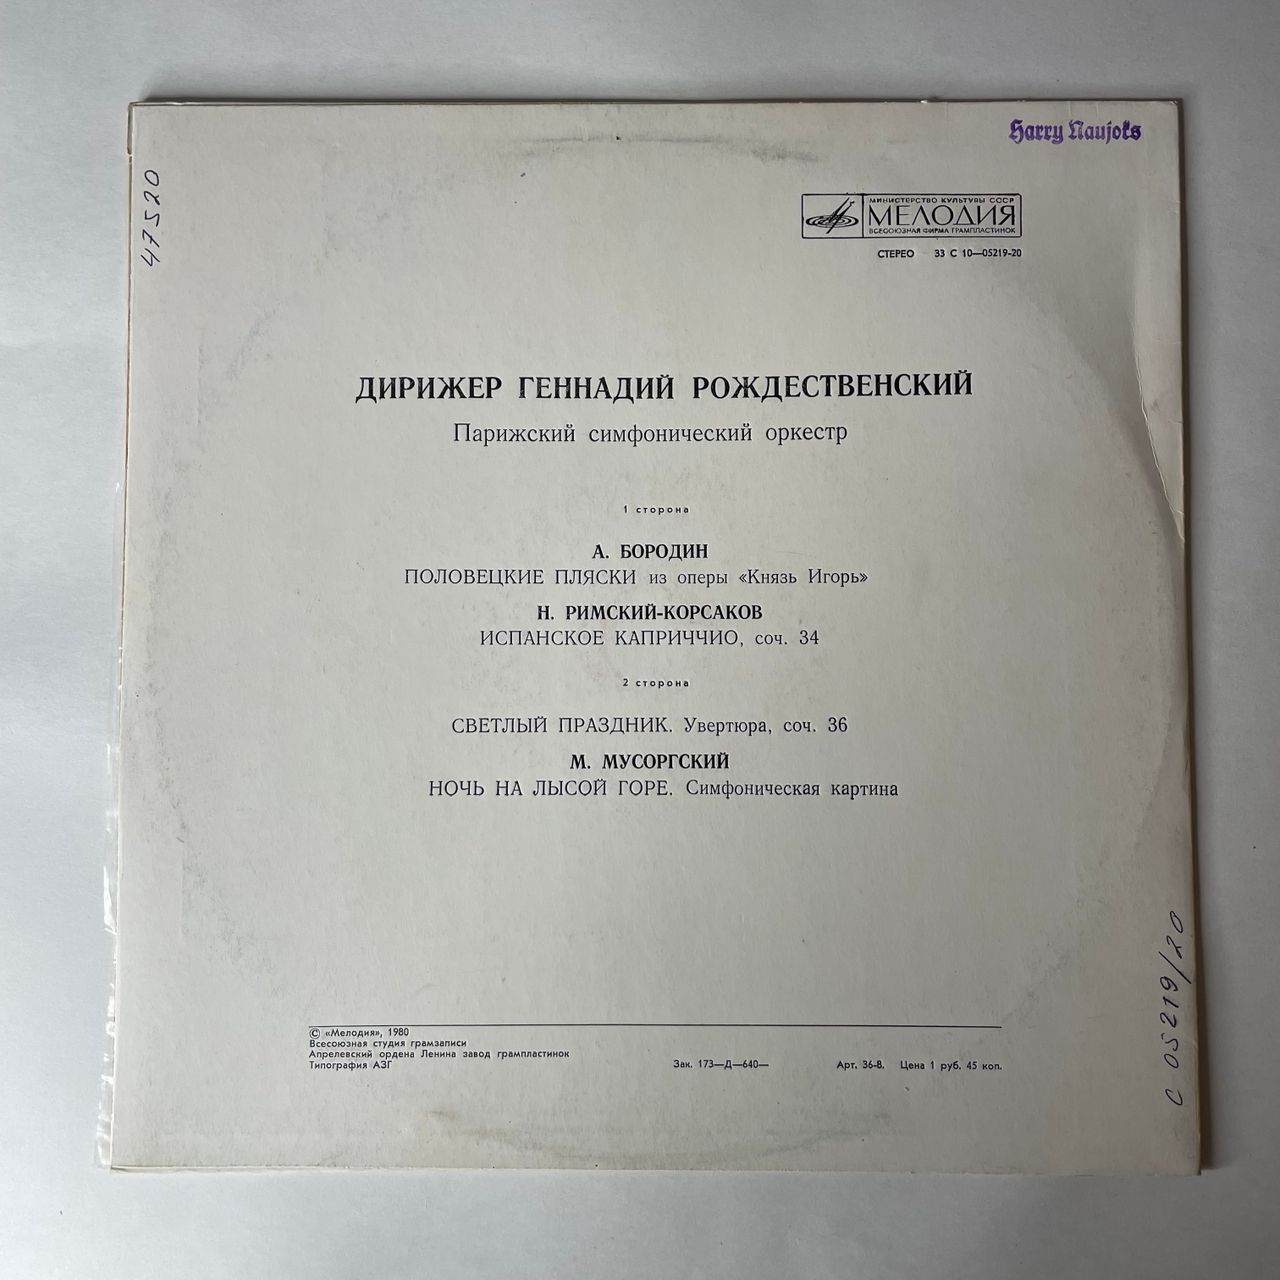 Harry Naujoks
47520
МИНИСТЕРСТВО КУЛЬТУРЫ СССР
МЕЛОДИЯ
ВСЕСОЮЗНАЯ ФИРМА ГРАМПЛАСТИНОК
СТЕРЕО 33 С 10—05219-20
ДИРИЖЕР ГЕННАДИЙ РОЖДЕСТВЕНСКИЙ
Парижский симфонический оркестр
1 сторона
А. БОРОДИН
ПОЛОВЕЦКИЕ ПЛЯСКИ из оперы «Князь Игорь»
Н. РИМСКИЙ-КОРСАКОВ
ИСПАНСКОЕ КАПРИЧЧИО, соч. 34
2 сторона
СВЕТЛЫЙ ПРАЗДНИК. Увертюра, соч. 36
М. МУСОРГСКИЙ
НОЧЬ НА ЛЫСОЙ ГОРЕ. Симфоническая картина
С 05219/20
© «Мелодия», 1980
Всесоюзная студия грамзаписи
Апрелевский ордена Ленина завод грампластинок
Типография АЗГ Зак. 173—Д—640— Арт. 36-8. Цена 1 руб. 45 коп.